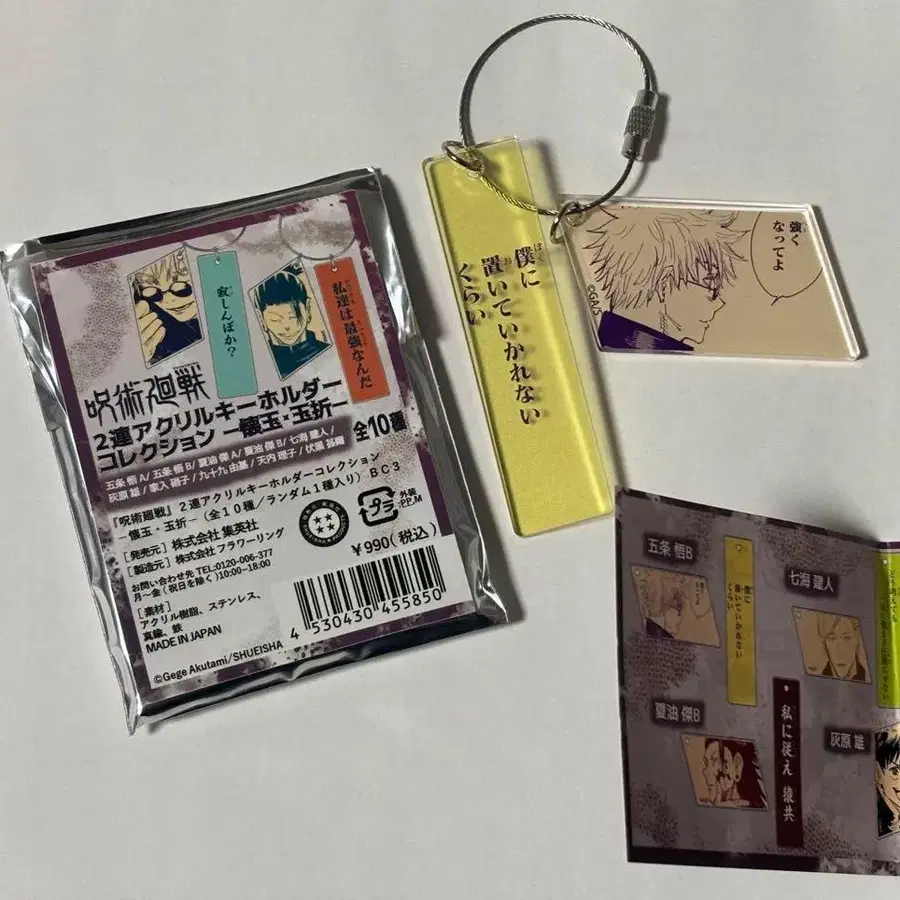 寂しんぼか?
私達は最強なんだ
呪術廻戦
2連アクリルキーホルダー
コレクション ー懐玉・玉折ー
全10種
五条 悟 A/五条 悟 B/夏油 傑 A/夏油 傑 B/七海 建人/
灰原 雄/家入 硝子/九十九 由基/天内 理子/伏黒 甚爾
『呪術廻戦』2連アクリルキーホルダーコレクション
ー懐玉・玉折ー(全10種/ランダム1種入り) BC3
[発売元] 株式会社 集英社
[製造元] 株式会社 フラワーリング
お問い合わせ先 TEL:0120-006-377
月~金(祝日を除く)10:00~18:00
プラ
外装
:PP,M
¥990(税込)
[素材]
アクリル樹脂、ステンレス、
真鍮、鉄
MADE IN JAPAN
4 530430 455850
©Gege Akutami/SHUEISHA
僕に
ぼく
置いていかれない
お
くらい
強く
なってよ
©GA/S
五条 悟B
僕に
置いていかれない
くらい
七海 建人
夏油 傑B
私に従え 猿共
灰原 雄